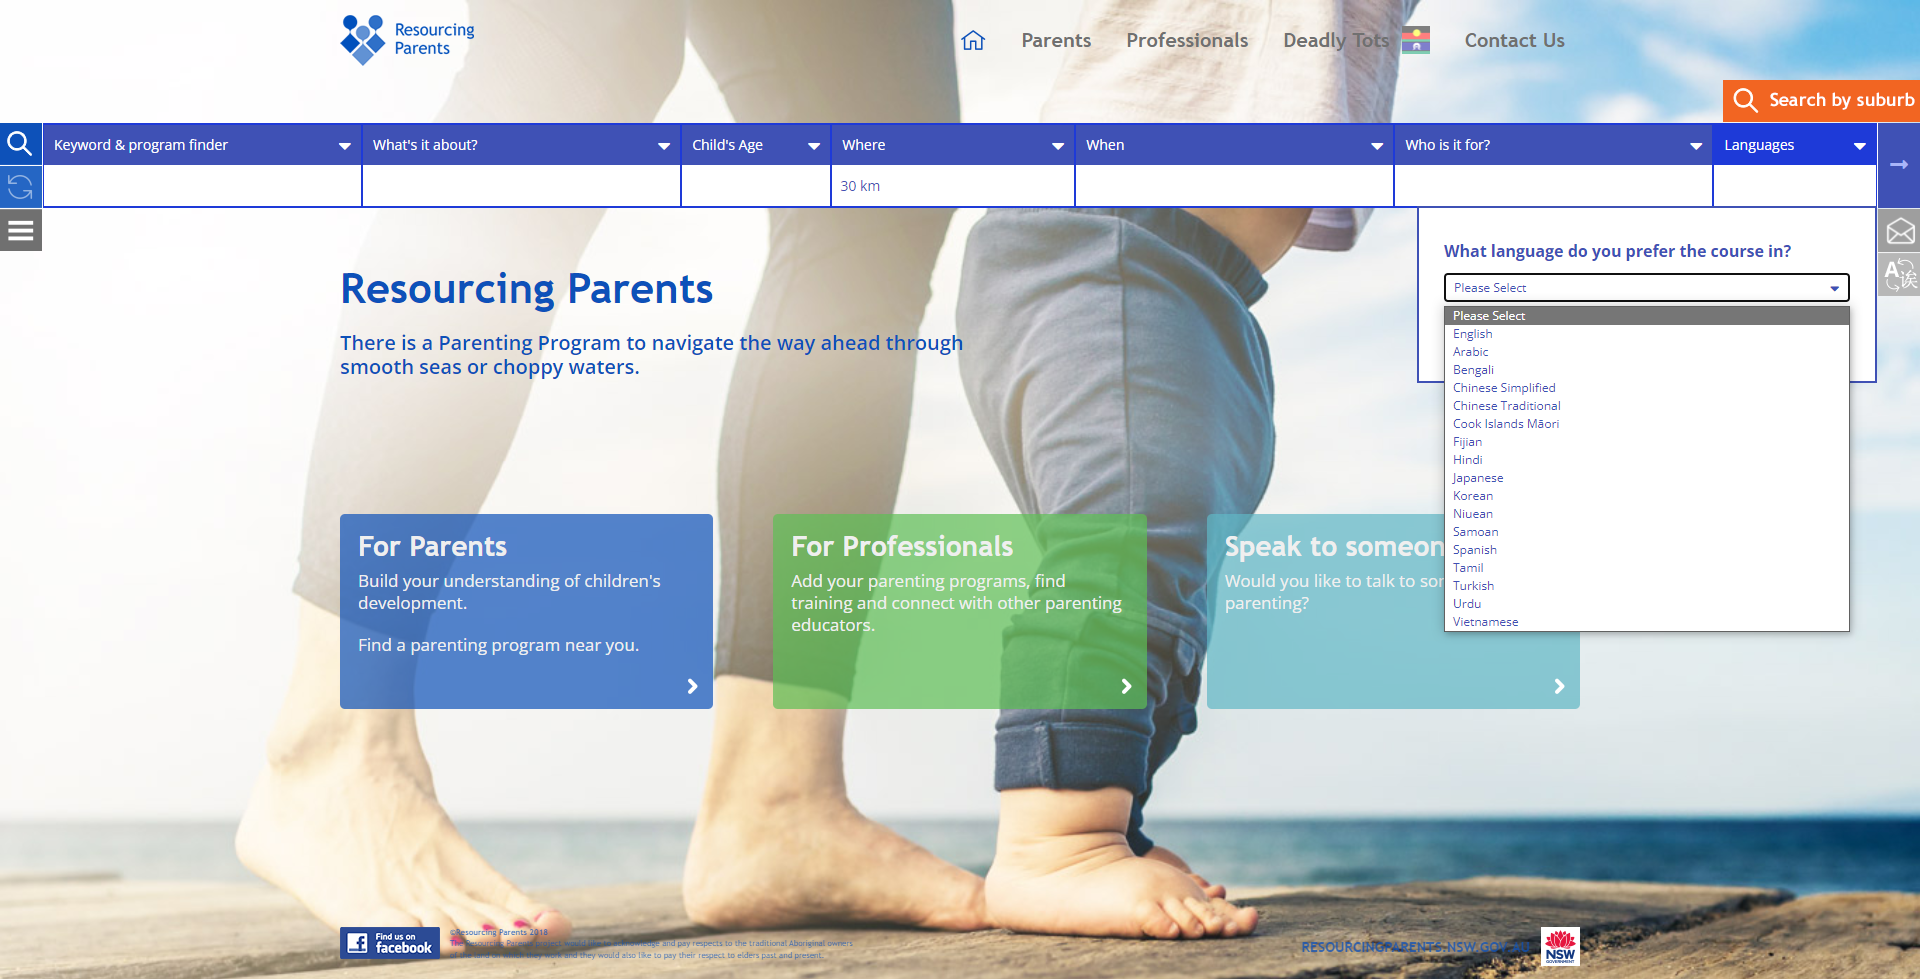 Resourcing
Parents
Parents
Professionals
Deadly Tots
Contact Us
Search by suburb
Keyword & program finder
What's it about?
Child's Age
Where
When
Who is it for?
Languages
30 km
What language do you prefer the course in?
Please Select
Please Select
English
Arabic
Bengali
Chinese Simplified
Chinese Traditional
Cook Islands Māori
Fijian
Hindi
Japanese
Korean
Niuean
Samoan
Spanish
Tamil
Turkish
Urdu
Vietnamese
A
诶
Resourcing Parents
There is a Parenting Program to navigate the way ahead through
smooth seas or choppy waters.
For Parents
Build your understanding of children's
development.
Find a parenting program near you.
For Professionals
Add your parenting programs, find
training and connect with other parenting
educators.
Speak to someon
Would you like to talk to
parenting?
Find us on
facebook
©Resourcing Parents 2018
The Resourcing Parents project would like to acknowledge and pay respects to the traditional Aboriginal owners
of the land on which they work and they would also like to pay their respect to elders past and present.
RESOURCINGPARENTS.NSW.GOV.AU
NSW
GOVERNMENT